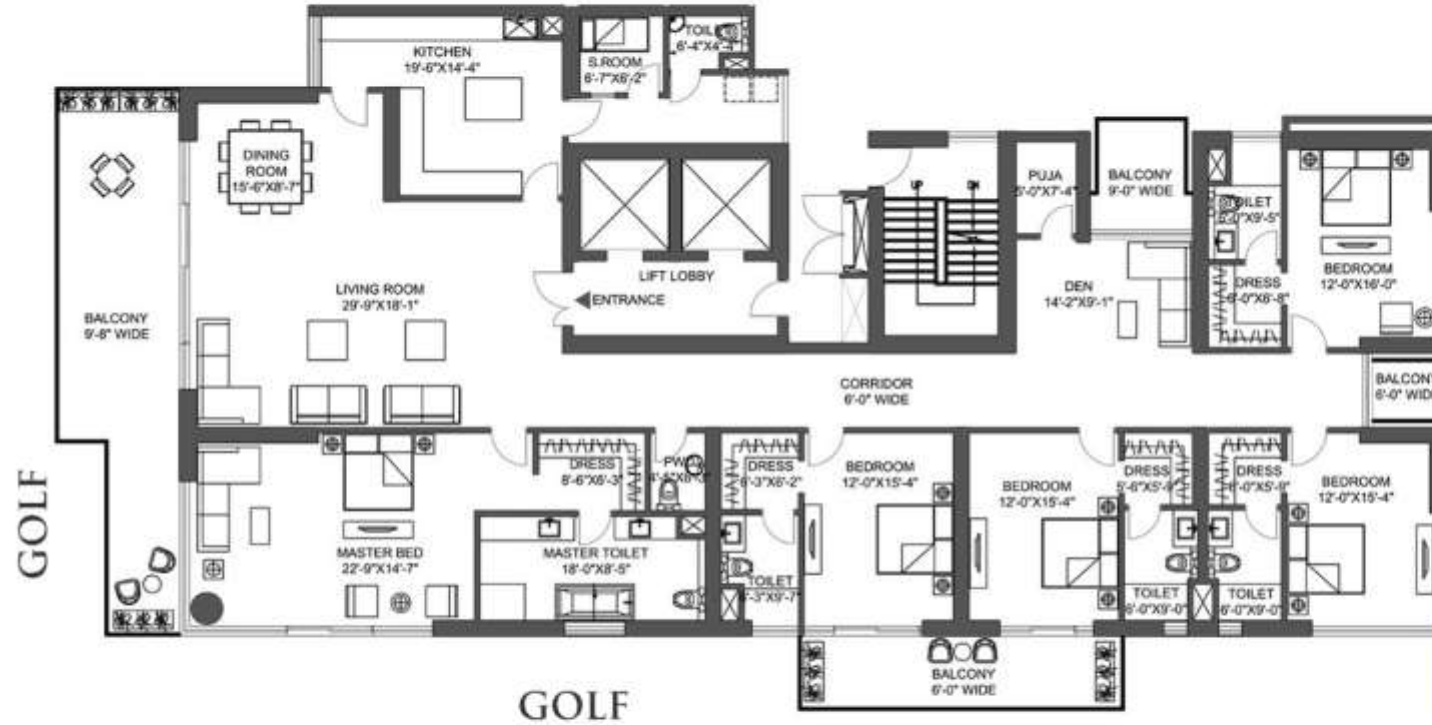 KITCHEN
19'-6"X14'-4"
S.ROOM
6'-7"X6'-2"
TOIL
6'-4"X4'-4"
DINING
ROOM
15'-6"X8'-7"
PUJA
5'-0"X7'-4"
BALCONY
9'-0" WIDE
TOILET
6'-0"X9'-5"
BEDROOM
12'-0"X16'-0"
LIFT LOBBY
ENTRANCE
LIVING ROOM
29'-9"X18'-1"
DEN
14'-2"X9'-1"
DRESS
6'-0"X6'-8"
BALCONY
9'-8" WIDE
CORRIDOR
6'-0" WIDE
BALCONY
6'-0" WID
DRESS
8'-6"X6'-3"
DRESS
6'-3"X6'-2"
BEDROOM
12'-0"X15'-4"
BEDROOM
12'-0"X15'-4"
DRESS
DRESS
BEDROOM
12'-0"X15'-4"
MASTER BED
22'-9"X14'-7"
MASTER TOILET
18'-0"X8'-5"
TOILET
TOILET
6'-0"X9'-0"
TOILET
6'-0"X9'-0"
BALCONY
6'-0" WIDE
GOLF
GOLF